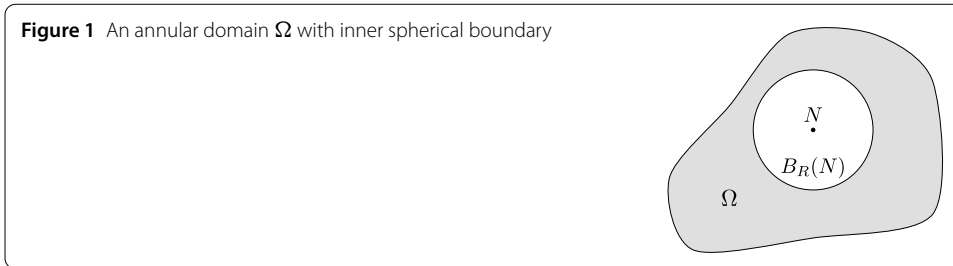 Figure 1 An annular domain Ω with inner spherical boundary
N
B_R(N)
Ω